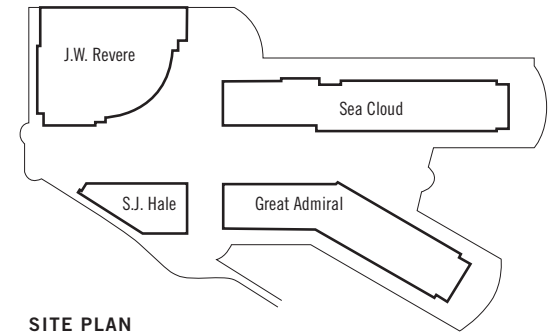 J.W. Revere
Sea Cloud
S.J. Hale
Great Admiral
SITE PLAN